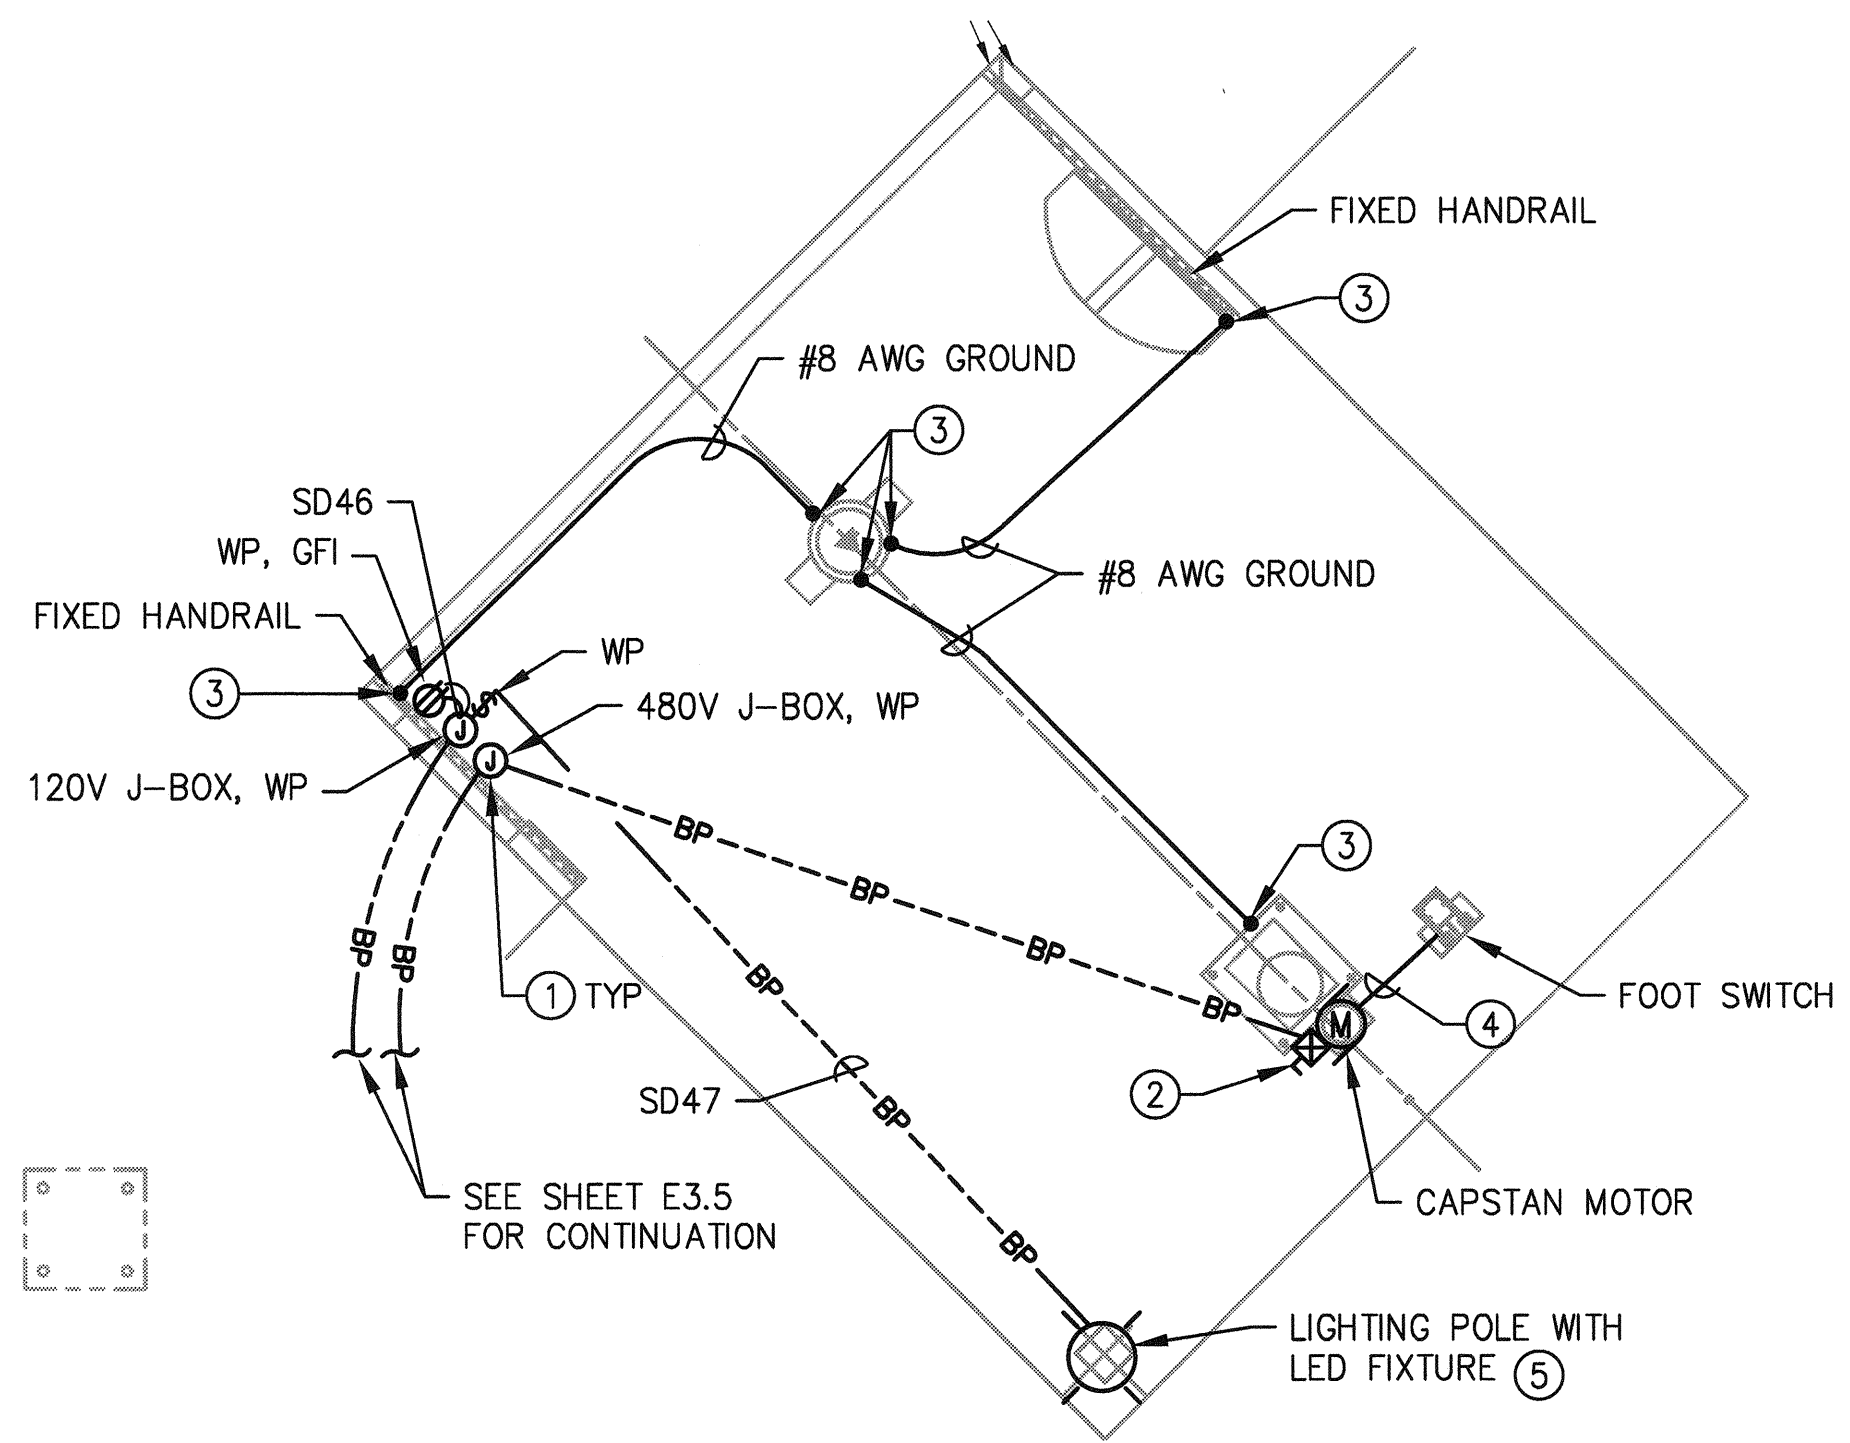 FIXED HANDRAIL
3
#8 AWG GROUND
3
SD46
WP, GFI
#8 AWG GROUND
FIXED HANDRAIL
WP
3
S
480V J-BOX, WP
J
J
120V J-BOX, WP
BP
3
BP
BP
BP
BP
BP
1 TYP
BP
FOOT SWITCH
M
4
2
SD47
BP
SEE SHEET E3.5
FOR CONTINUATION
CAPSTAN MOTOR
BP
LIGHTING POLE WITH
LED FIXTURE 5